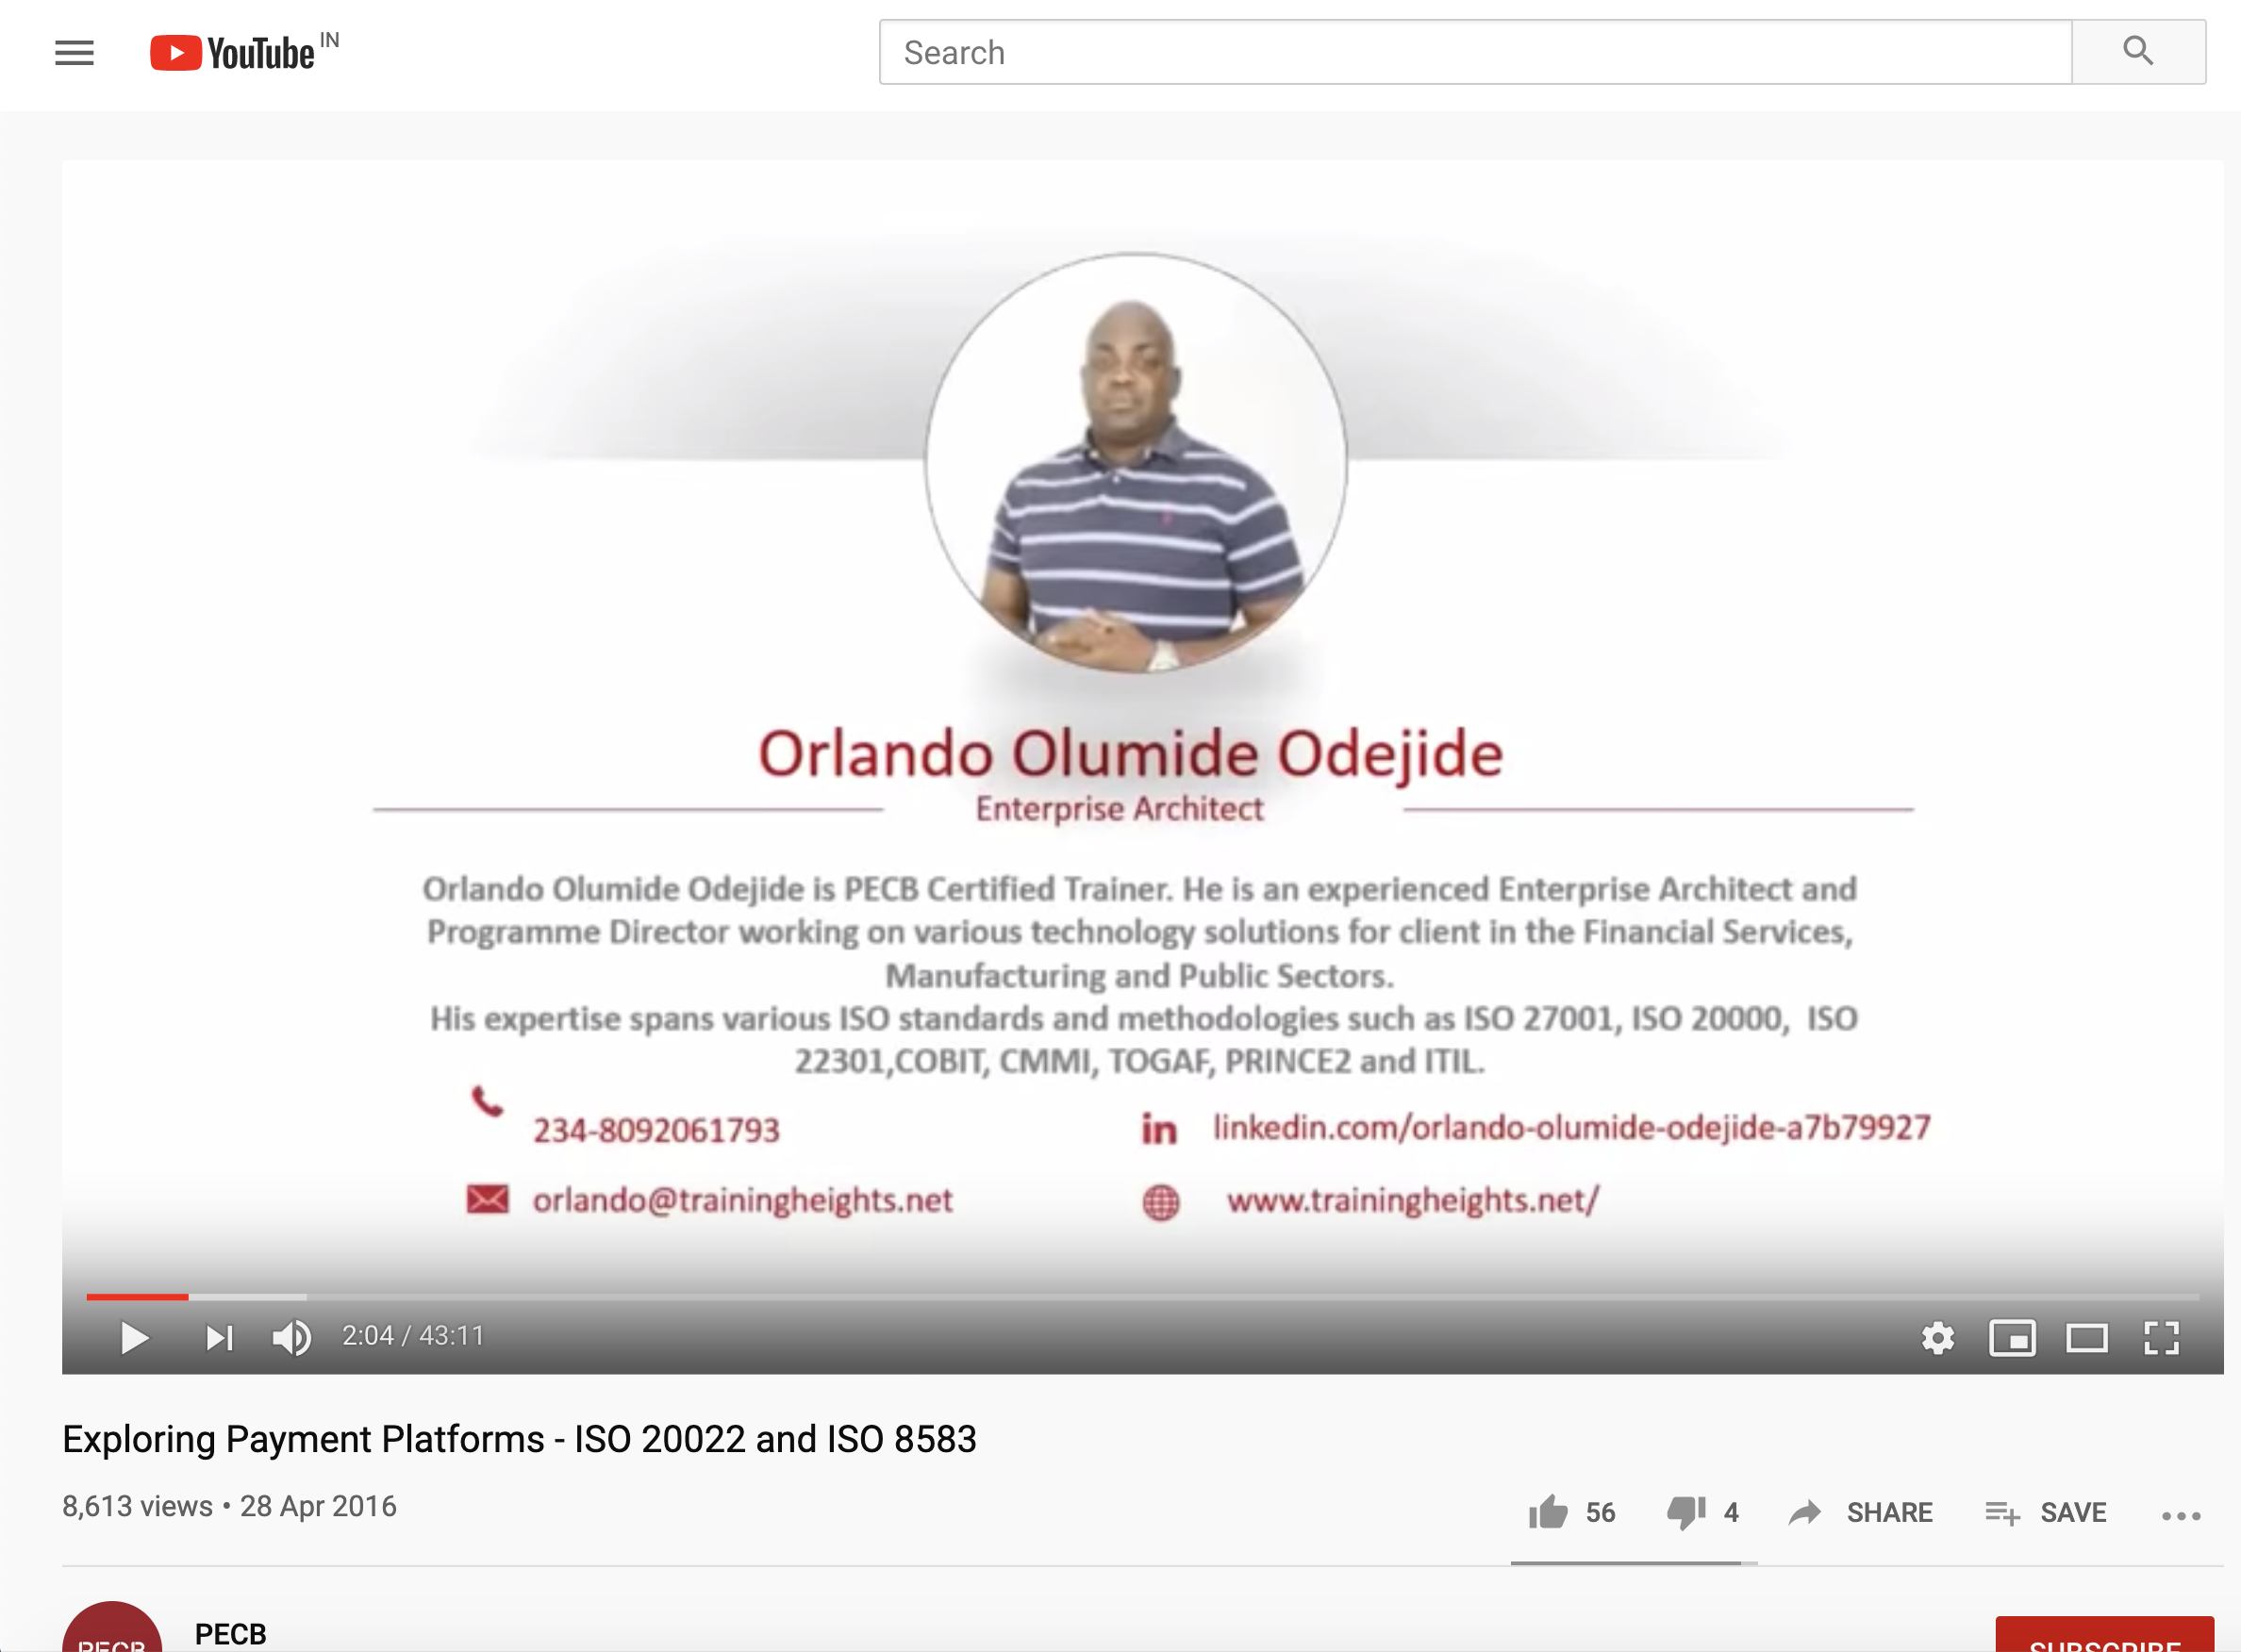 YouTube IN
Search
Orlando Olumide Odejide
Enterprise Architect
Orlando Olumide Odejide is PECB Certified Trainer. He is an experienced Enterprise Architect and
Programme Director working on various technology solutions for client in the Financial Services,
Manufacturing and Public Sectors.
His expertise spans various ISO standards and methodologies such as ISO 27001, ISO 20000, ISO
22301,COBIT, CMMI, TOGAF, PRINCE2 and ITIL.
234-8092061793
in linkedin.com/orlando-olumide-odejide-a7b79927
orlando@trainingheights.net
www.trainingheights.net/
2:04 / 43:11
Exploring Payment Platforms - ISO 20022 and ISO 8583
8,613 views • 28 Apr 2016
56 4 SHARE SAVE
PECB
PECB
SUBSCRIBE